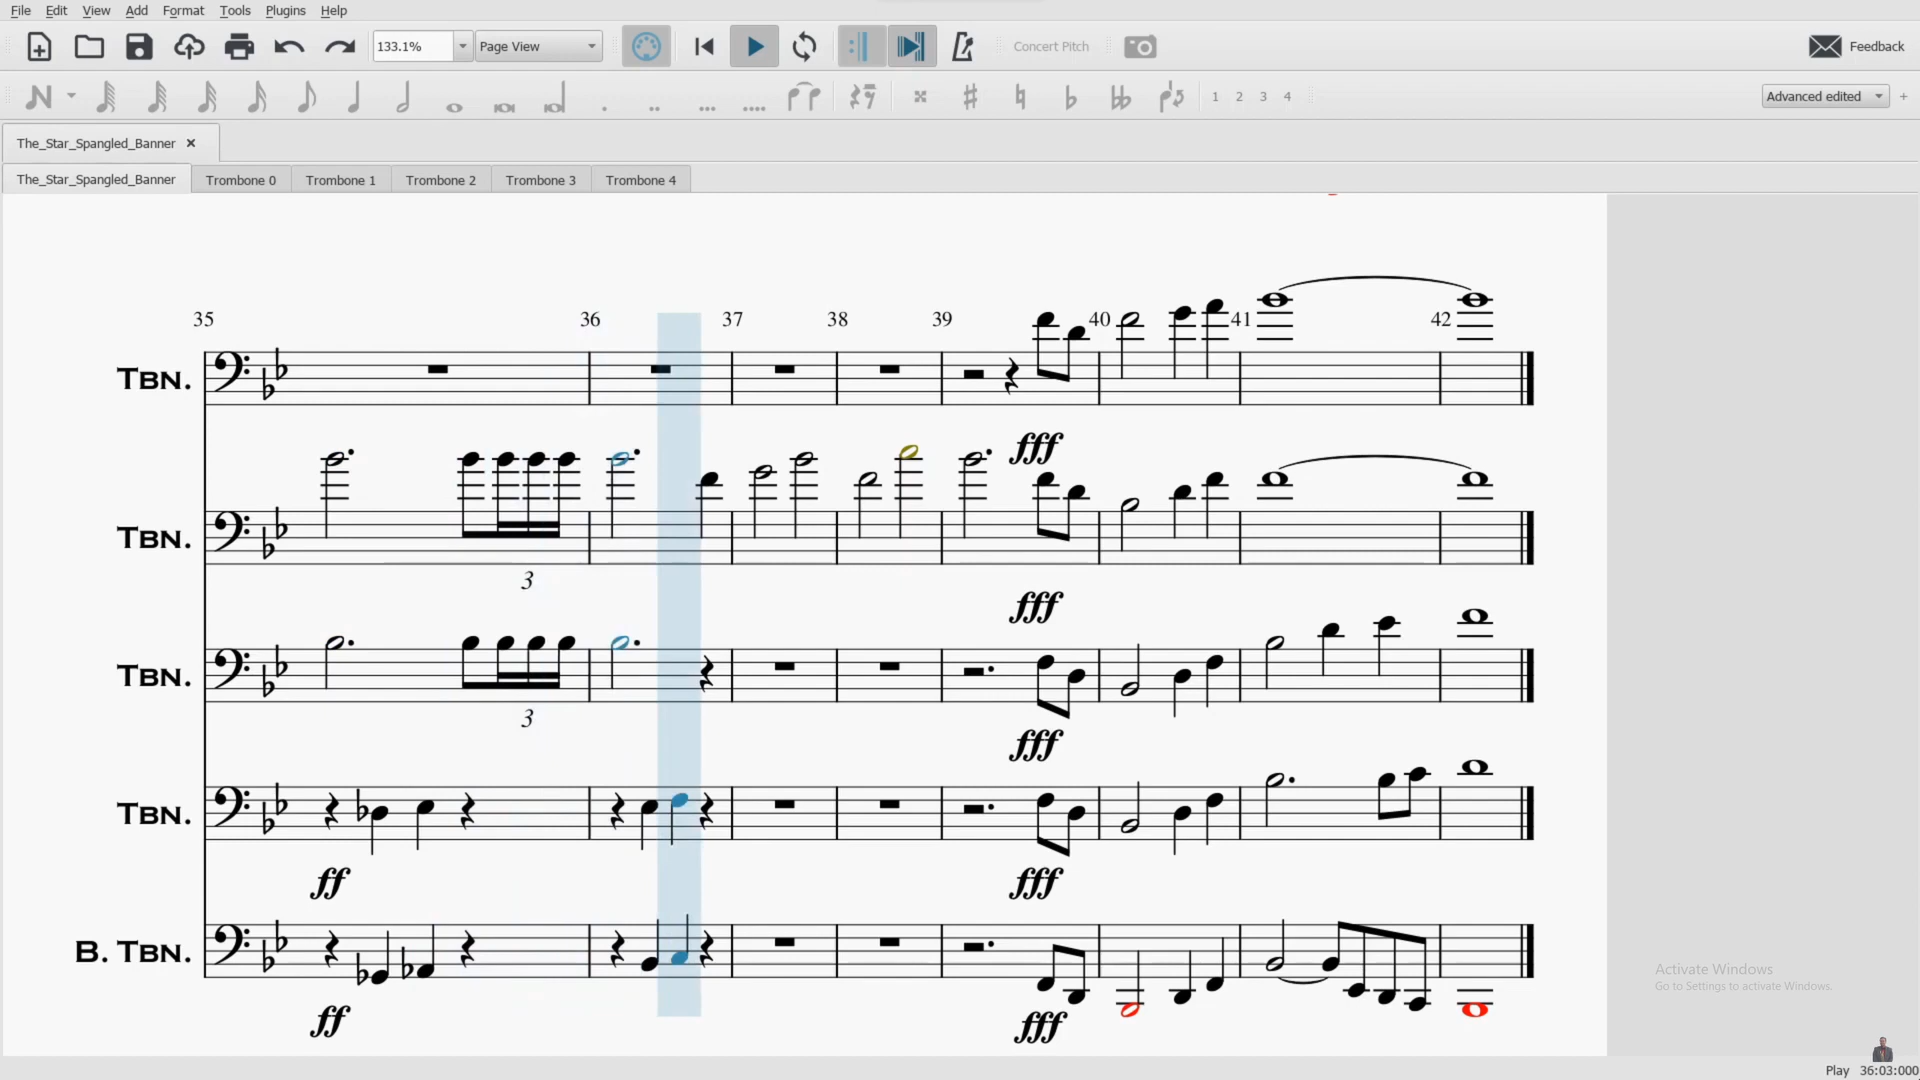 File Edit View Add Format Tools Plugins Help
133.1% Page View Concert Pitch Feedback
1 2 3 4 Advanced edited +
The_Star_Spangled_Banner
The_Star_Spangled_Banner Trombone 0 Trombone 1 Trombone 2 Trombone 3 Trombone 4
35 36 37 38 39 40 41 42
TBN.
fff
TBN.
3
fff
TBN.
3
fff
TBN.
ff fff
B. TBN.
ff fff
Activate Windows
Go to Settings to activate Windows.
Play 36:03:000